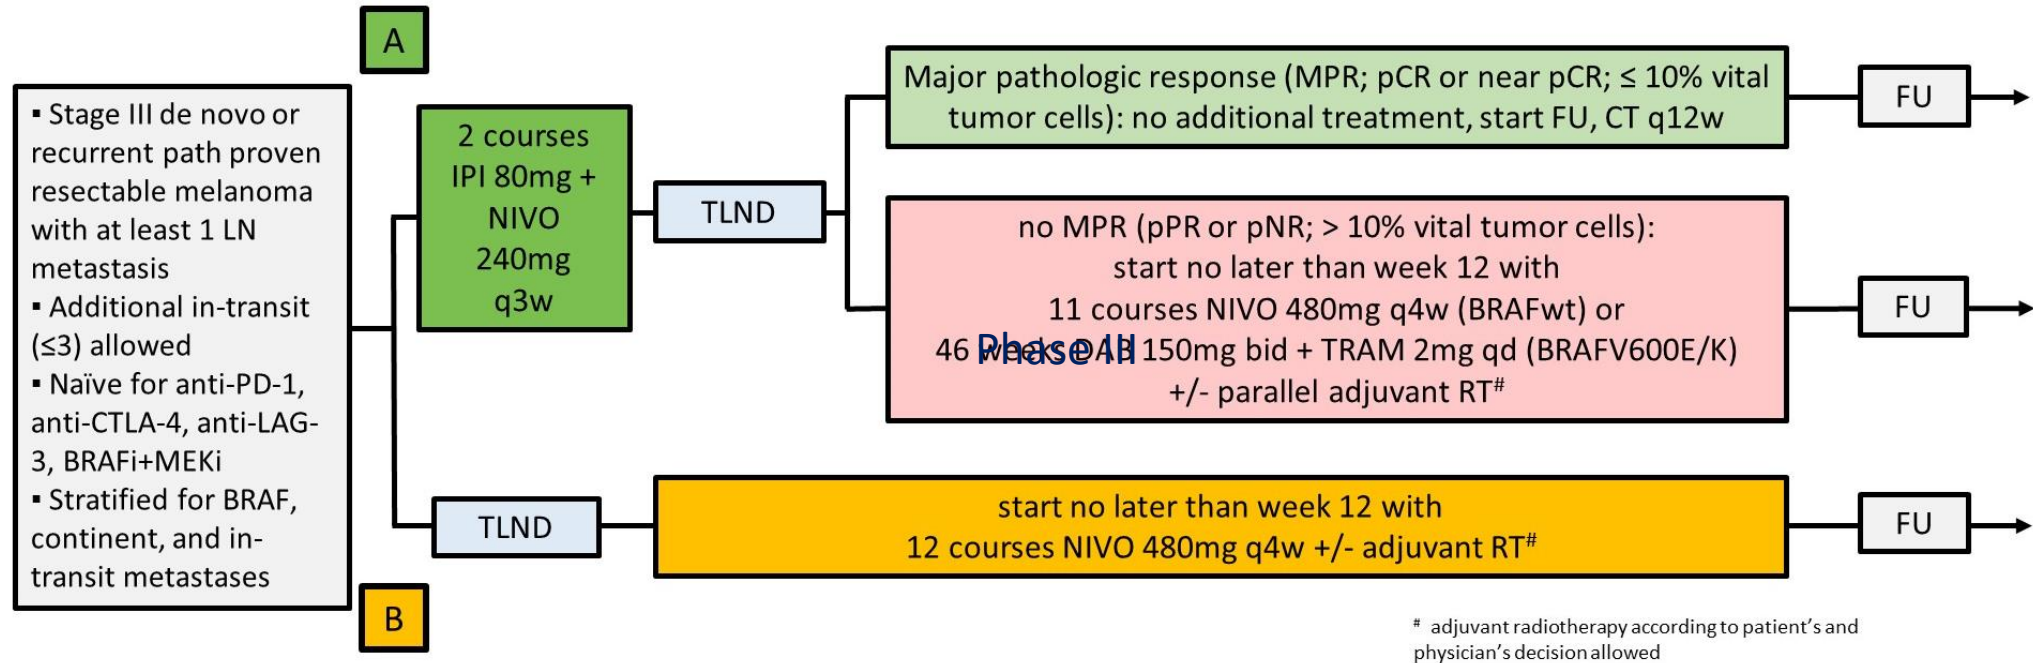 A
▪ Stage III de novo or
recurrent path proven
resectable melanoma
with at least 1 LN
metastasis
▪ Additional in-transit
(≤3) allowed
▪ Naïve for anti-PD-1,
anti-CTLA-4, anti-LAG-
3, BRAFi+MEKi
▪ Stratified for BRAF,
continent, and in-
transit metastases
2 courses
IPI 80mg +
NIVO
240mg
q3w
TLND
Major pathologic response (MPR; pCR or near pCR; ≤ 10% vital
tumor cells): no additional treatment, start FU, CT q12w
FU
no MPR (pPR or pNR; > 10% vital tumor cells):
start no later than week 12 with
11 courses NIVO 480mg q4w (BRAFwt) or
46 weeks DAB 150mg bid + TRAM 2mg qd (BRAFV600E/K)
+/- parallel adjuvant RT#
Phase III
FU
B
TLND
start no later than week 12 with
12 courses NIVO 480mg q4w +/- adjuvant RT#
FU
# adjuvant radiotherapy according to patient's and
physician's decision allowed